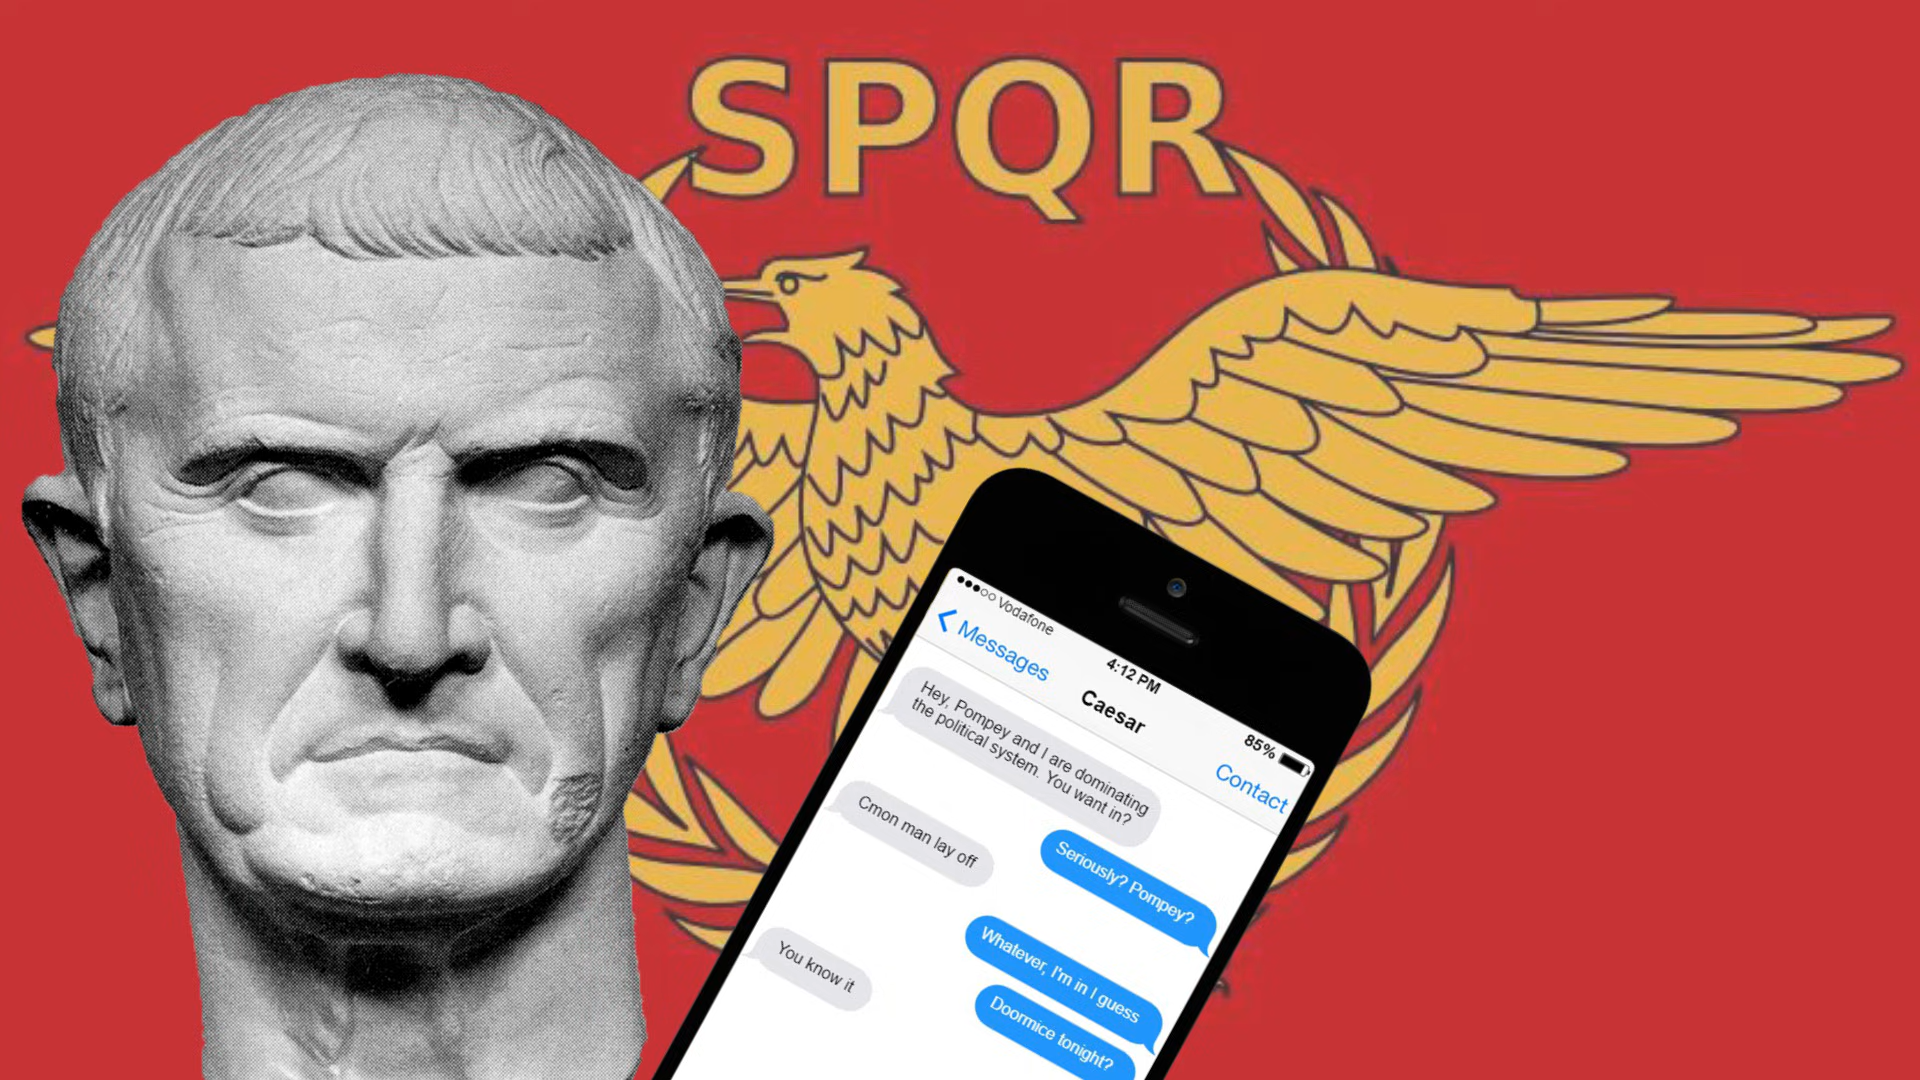 SPQR
Vodafone
4:12 PM
85%
Messages
Caesar
Contact
Hey, Pompey and I are dominating
the political system. You want in?
Seriously? Pompey?
Cmon man lay off
Whatever, I'm in I guess
Doormice tonight?
You know it